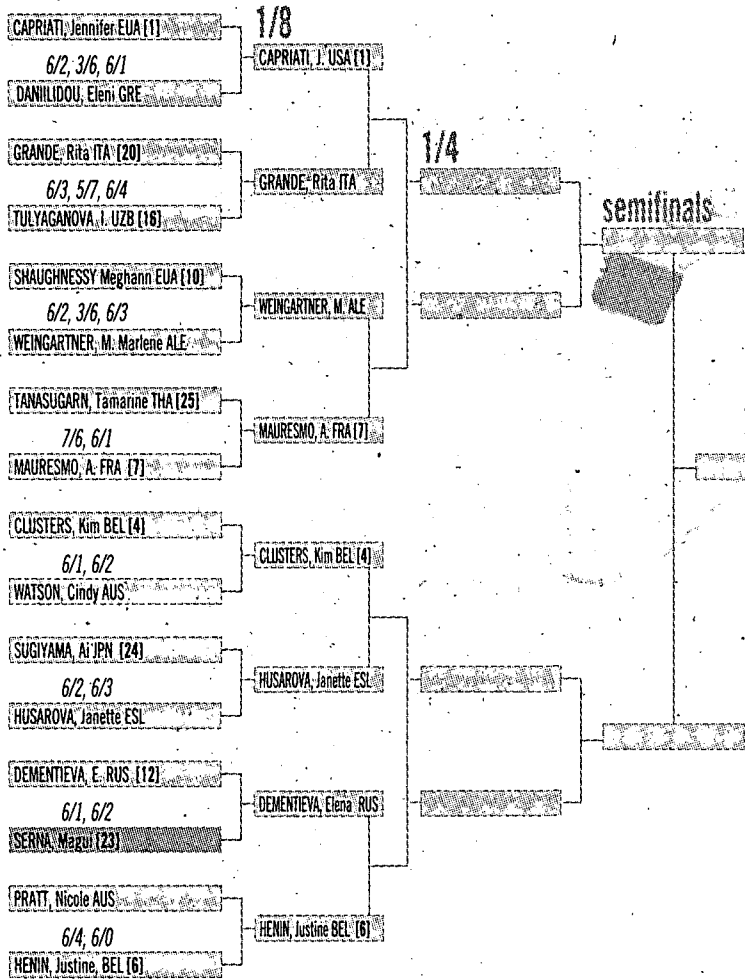 CAPRIATI, Jennifer EUA [1]
6/2, 3/6, 6/1
DANIILIDOU, Eleni GRE
GRANDE, Rita ITA [20]
6/3, 5/7, 6/4
TULYAGANOVA, I. UZB [16]
SHAUGHNESSY Meghann EUA [10]
6/2, 3/6, 6/3
WEINGARTNER, M. Marlene ALE
TANASUGARN, Tamarine THA [25]
7/6, 6/1
MAURESMO, A. FRA [7]
CLUSTERS, Kim BEL [4]
6/1, 6/2
WATSON, Cindy AUS
SUGIYAMA, Ai JPN [24]
6/2, 6/3
HUSAROVA, Janette ESL
DEMENTIEVA, E. RUS [12]
6/1, 6/2
SERNA, Magui [23]
PRATT, Nicole AUS
6/4, 6/0
HENIN, Justine, BEL [6]
1/8
CAPRIATI, J. USA [1]
GRANDE, Rita ITA
WEINGARTNER, M. ALE
MAURESMO, A. FRA [7]
CLUSTERS, Kim BEL [4]
HUSAROVA, Janette ESL
DEMENTIEVA, Elena RUS
HENIN, Justine BEL [6]
1/4
semifinals